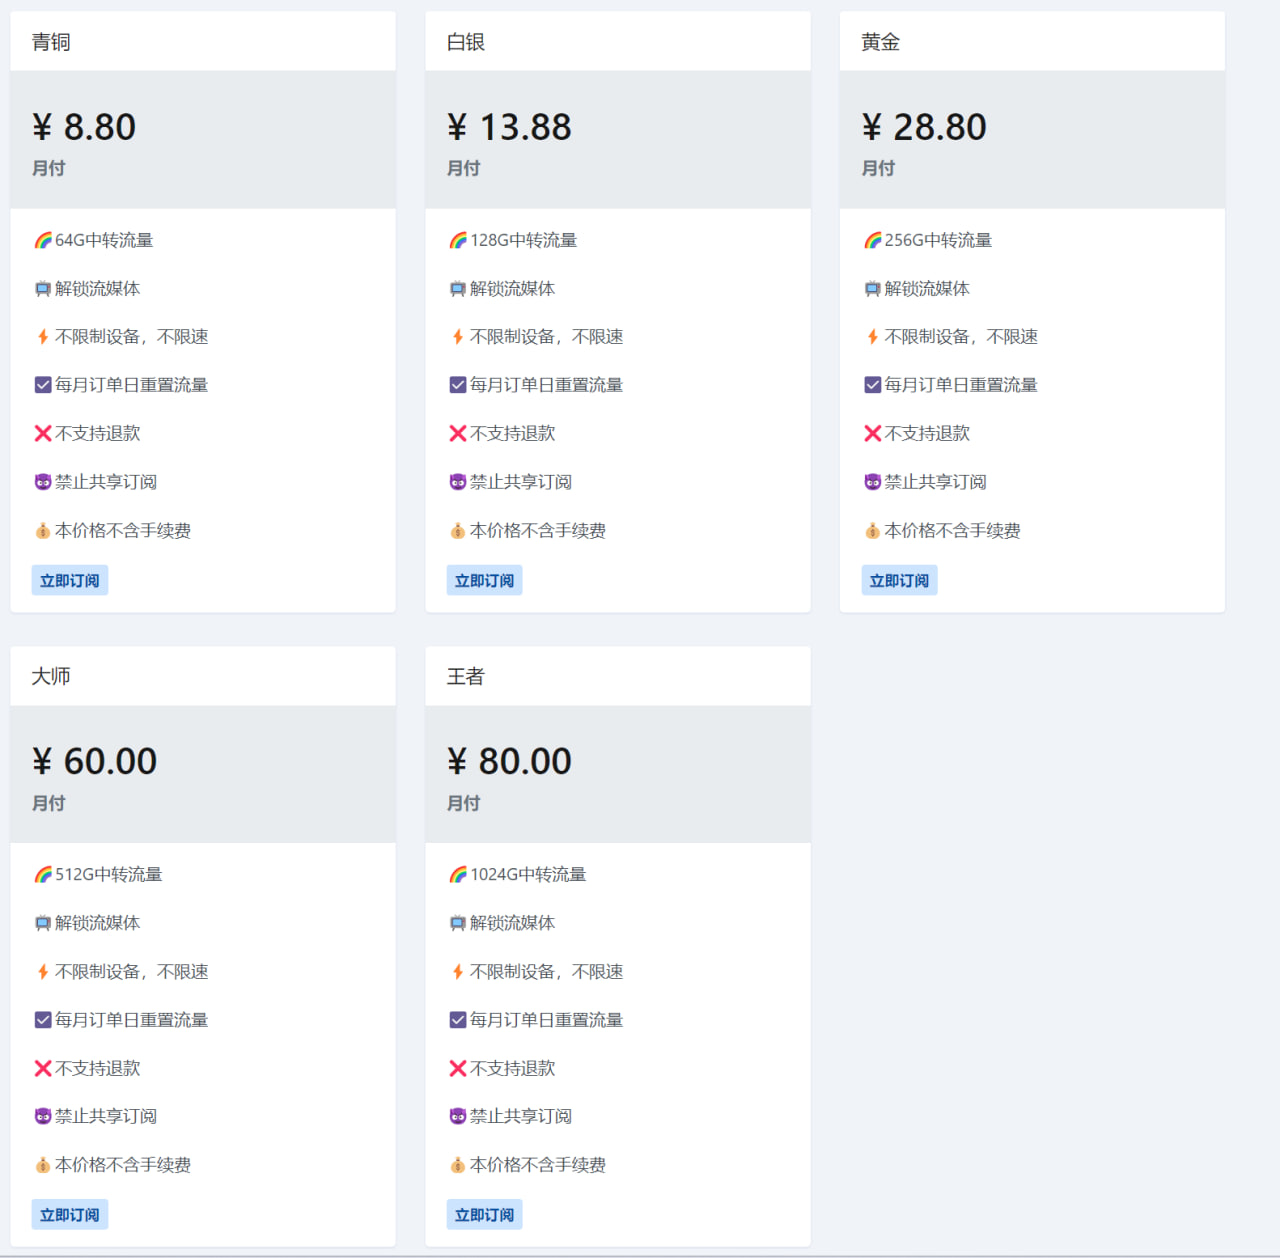 青铜
¥ 8.80
月付
🌈64G中转流量
📺解锁流媒体
⚡不限制设备，不限速
☑️每月订单日重置流量
❌不支持退款
😈禁止共享订阅
💰本价格不含手续费
立即订阅
白银
¥ 13.88
月付
🌈128G中转流量
📺解锁流媒体
⚡不限制设备，不限速
☑️每月订单日重置流量
❌不支持退款
😈禁止共享订阅
💰本价格不含手续费
立即订阅
黄金
¥ 28.80
月付
🌈256G中转流量
📺解锁流媒体
⚡不限制设备，不限速
☑️每月订单日重置流量
❌不支持退款
😈禁止共享订阅
💰本价格不含手续费
立即订阅
大师
¥ 60.00
月付
🌈512G中转流量
📺解锁流媒体
⚡不限制设备，不限速
☑️每月订单日重置流量
❌不支持退款
😈禁止共享订阅
💰本价格不含手续费
立即订阅
王者
¥ 80.00
月付
🌈1024G中转流量
📺解锁流媒体
⚡不限制设备，不限速
☑️每月订单日重置流量
❌不支持退款
😈禁止共享订阅
💰本价格不含手续费
立即订阅